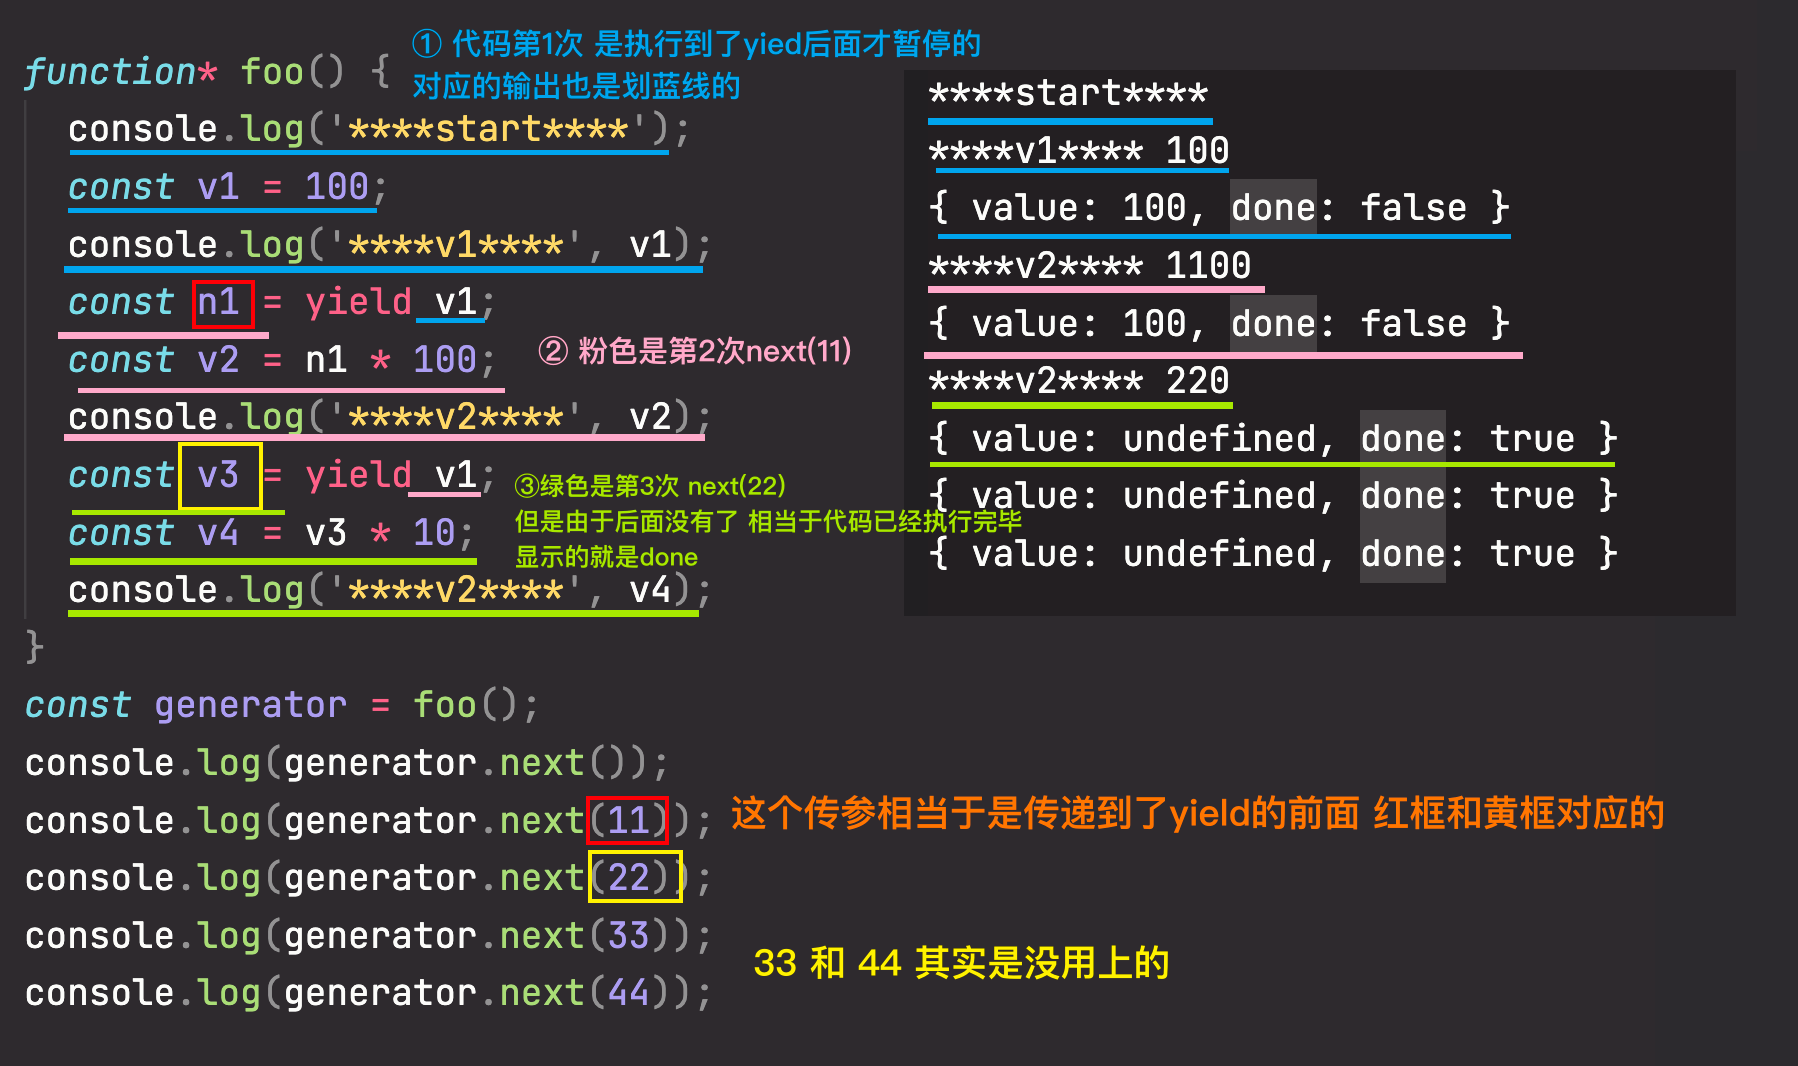 ① 代码第1次 是执行到了yied后面才暂停的
对应的输出也是划蓝线的
function* foo() {
console.log('****start****');
const v1 = 100;
console.log('****v1****', v1);
const n1 = yield v1;
const v2 = n1 * 100;
② 粉色是第2次next(11)
console.log('****v2****', v2);
const v3 = yield v1;
③绿色是第3次 next(22)
但是由于后面没有了 相当于代码已经执行完毕
显示的就是done
const v4 = v3 * 10;
console.log('****v2****', v4);
}
const generator = foo();
console.log(generator.next());
console.log(generator.next(11));
这个传参相当于是传递到了yield的前面 红框和黄框对应的
console.log(generator.next(22));
console.log(generator.next(33));
33 和 44 其实是没用上的
console.log(generator.next(44));
****start****
****v1**** 100
{ value: 100, done: false }
****v2**** 1100
{ value: 100, done: false }
****v2**** 220
{ value: undefined, done: true }
{ value: undefined, done: true }
{ value: undefined, done: true }